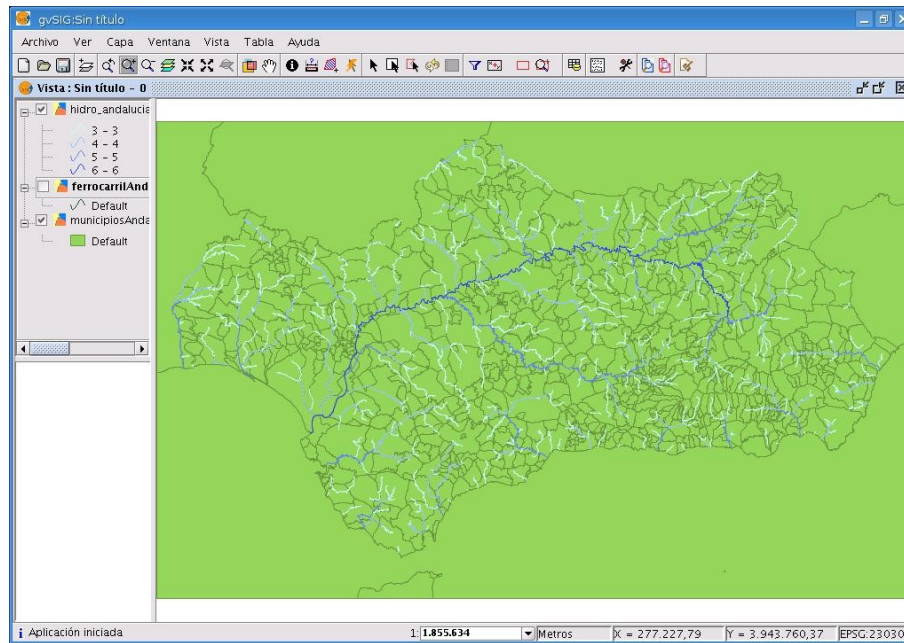 gvSIG:Sin título
Archivo Ver Capa Ventana Vista Tabla Ayuda
Vista : Sin título - 0
hidro_andalucia
3 - 3
4 - 4
5 - 5
6 - 6
ferrocarrilAnd
Default
municipiosAnda
Default
Aplicación iniciada
1: 1.855.634
Metros
X = 277.227,79
Y = 3.943.760,37
EPSG:23030